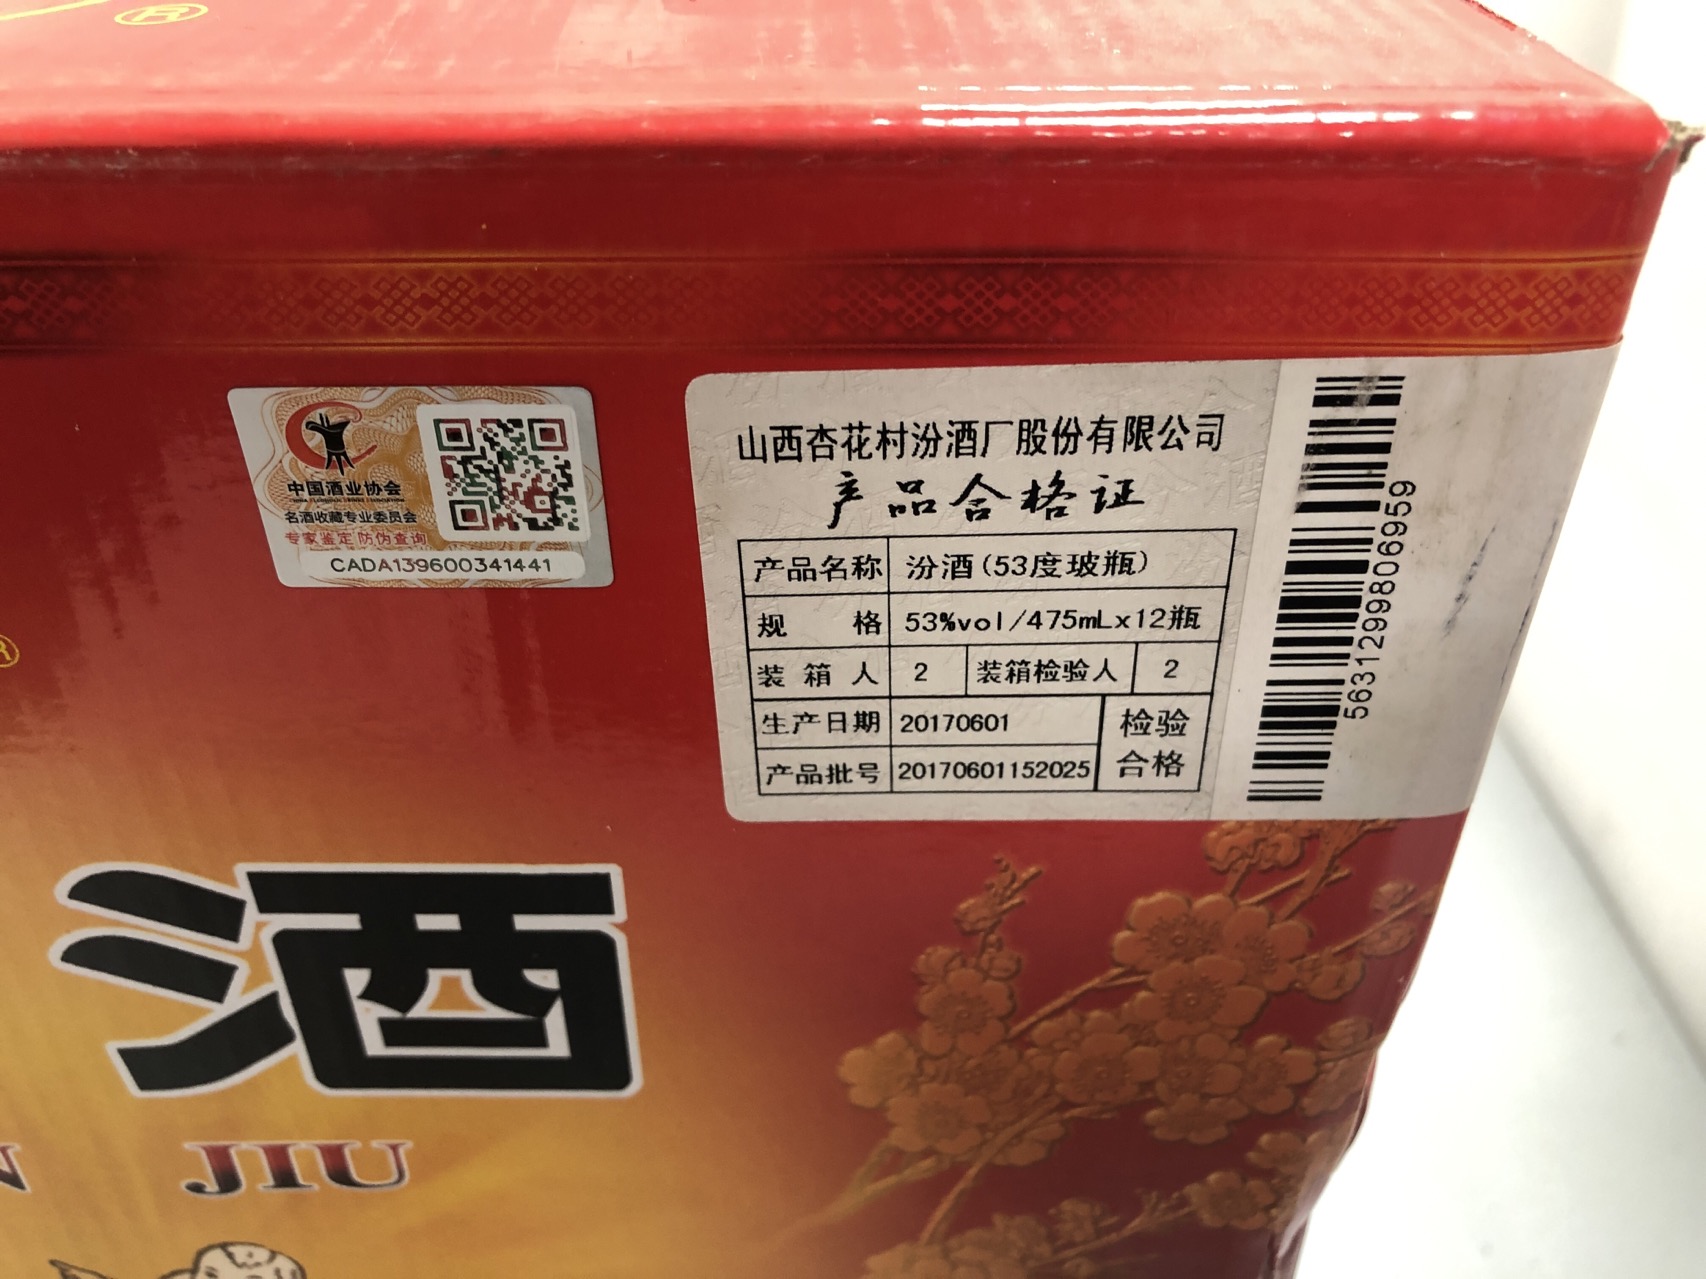 ®
中国酒业协会
名酒收藏专业委员会
专家鉴定 防伪查询
CADA139600341441
山西杏花村汾酒厂股份有限公司
产品合格证
产品名称 汾酒(53度玻瓶)
规 格 53%vol/475mLx12瓶
装 箱 人 2 装箱检验人 2
生产日期 20170601 检验
产品批号 20170601152025 合格
5631299806959
®
酒
N JIU